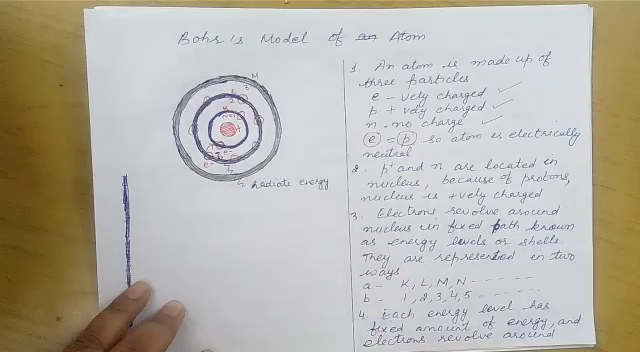 Bohr's Model of an Atom
M
3
L
2
K
radiate energy
1. An atom is made up of
three particles
e - vely charged
p + vely charged
n - no charge
e = p so atom is electrically
neutral
2. p+ and n are located in
nucleus, because of protons,
nucleus is +vely charged
3. Electrons revolve around
nucleus in fixed path known
as energy levels or shells.
They are represented in two
ways
a - K, L, M, N - - - - - -
b - 1, 2, 3, 4, 5 - - - - - -
4. Each energy level has
fixed amount of energy, and
electrons revolve around